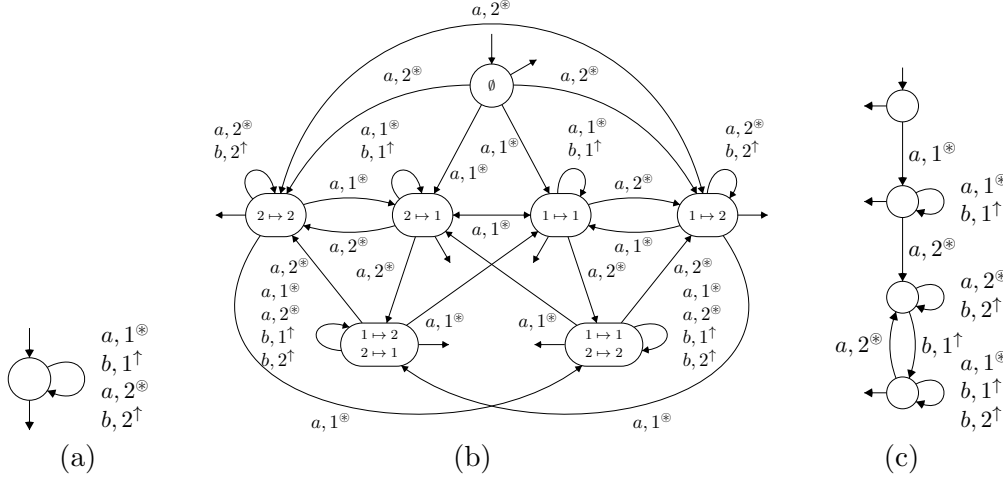 a, 2⊛
∅
a, 2⊛
a, 2⊛
a, 2⊛
b, 2↑
a, 1⊛
b, 1↑
a, 1⊛
a, 1⊛
a, 1⊛
b, 1↑
a, 2⊛
b, 2↑
2 ↦ 2
a, 1⊛
2 ↦ 1
1 ↦ 1
a, 2⊛
1 ↦ 2
a, 2⊛
a, 1⊛
a, 1⊛
a, 2⊛
a, 2⊛
a, 2⊛
a, 2⊛
a, 1⊛
a, 2⊛
b, 1↑
b, 2↑
1 ↦ 2
2 ↦ 1
a, 1⊛
a, 1⊛
1 ↦ 1
2 ↦ 2
a, 1⊛
a, 2⊛
b, 1↑
b, 2↑
a, 1⊛
a, 1⊛
a, 1⊛
b, 1↑
a, 2⊛
b, 2↑
a, 1⊛
a, 1⊛
b, 1↑
a, 2⊛
a, 2⊛
b, 2↑
a, 2⊛
b, 1↑
a, 1⊛
b, 1↑
b, 2↑
(a)
(b)
(c)